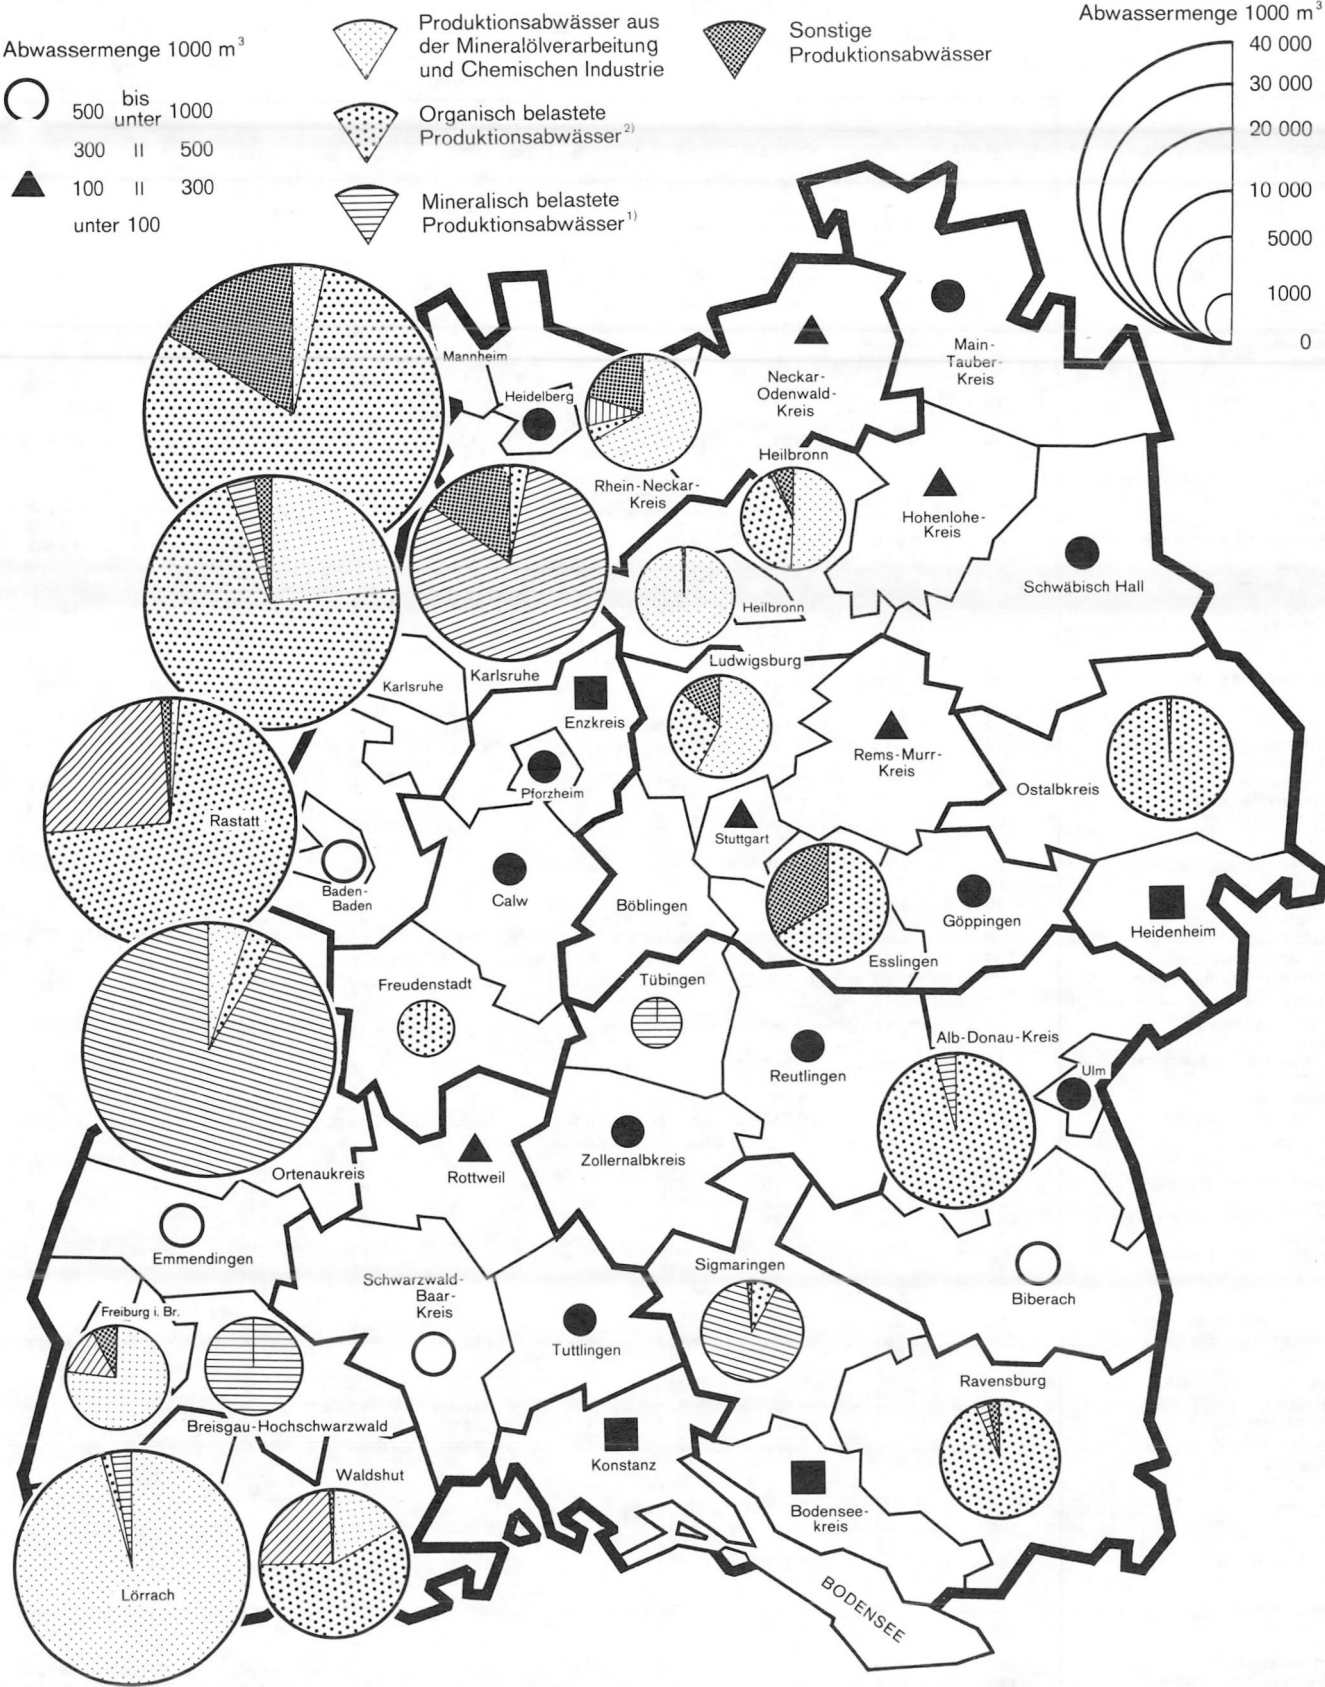 Abwassermenge 1000 m³
500 bis unter 1000
300 " 500
100 " 300
unter 100
Produktionsabwässer aus
der Mineralölverarbeitung
und Chemischen Industrie
Organisch belastete
Produktionsabwässer²⁾
Mineralisch belastete
Produktionsabwässer¹⁾
Sonstige
Produktionsabwässer
Abwassermenge 1000 m³
40 000
30 000
20 000
10 000
5000
1000
0
Mannheim
Heidelberg
Rhein-Neckar-
Kreis
Neckar-
Odenwald-
Kreis
Main-
Tauber-
Kreis
Heilbronn
Hohenlohe-
Kreis
Schwäbisch Hall
Heilbronn
Karlsruhe
Karlsruhe
Enzkreis
Pforzheim
Ludwigsburg
Rems-Murr-
Kreis
Ostalbkreis
Rastatt
Baden-
Baden
Calw
Böblingen
Stuttgart
Esslingen
Göppingen
Heidenheim
Freudenstadt
Tübingen
Reutlingen
Alb-Donau-Kreis
Ulm
Ortenaukreis
Rottweil
Zollernalbkreis
Emmendingen
Schwarzwald-
Baar-
Kreis
Sigmaringen
Biberach
Freiburg i. Br.
Tuttlingen
Breisgau-Hochschwarzwald
Ravensburg
Konstanz
Waldshut
Bodensee-
kreis
Lörrach
BODENSEE